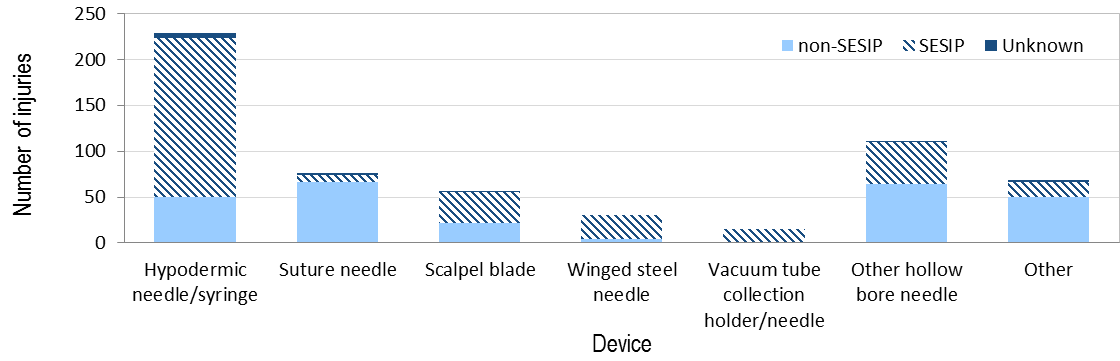 250
200
150
100
50
0
Number of injuries
non-SESIP SESIP Unknown
Hypodermic needle/syringe
Suture needle
Scalpel blade
Winged steel needle
Vacuum tube collection holder/needle
Other hollow bore needle
Other
Device